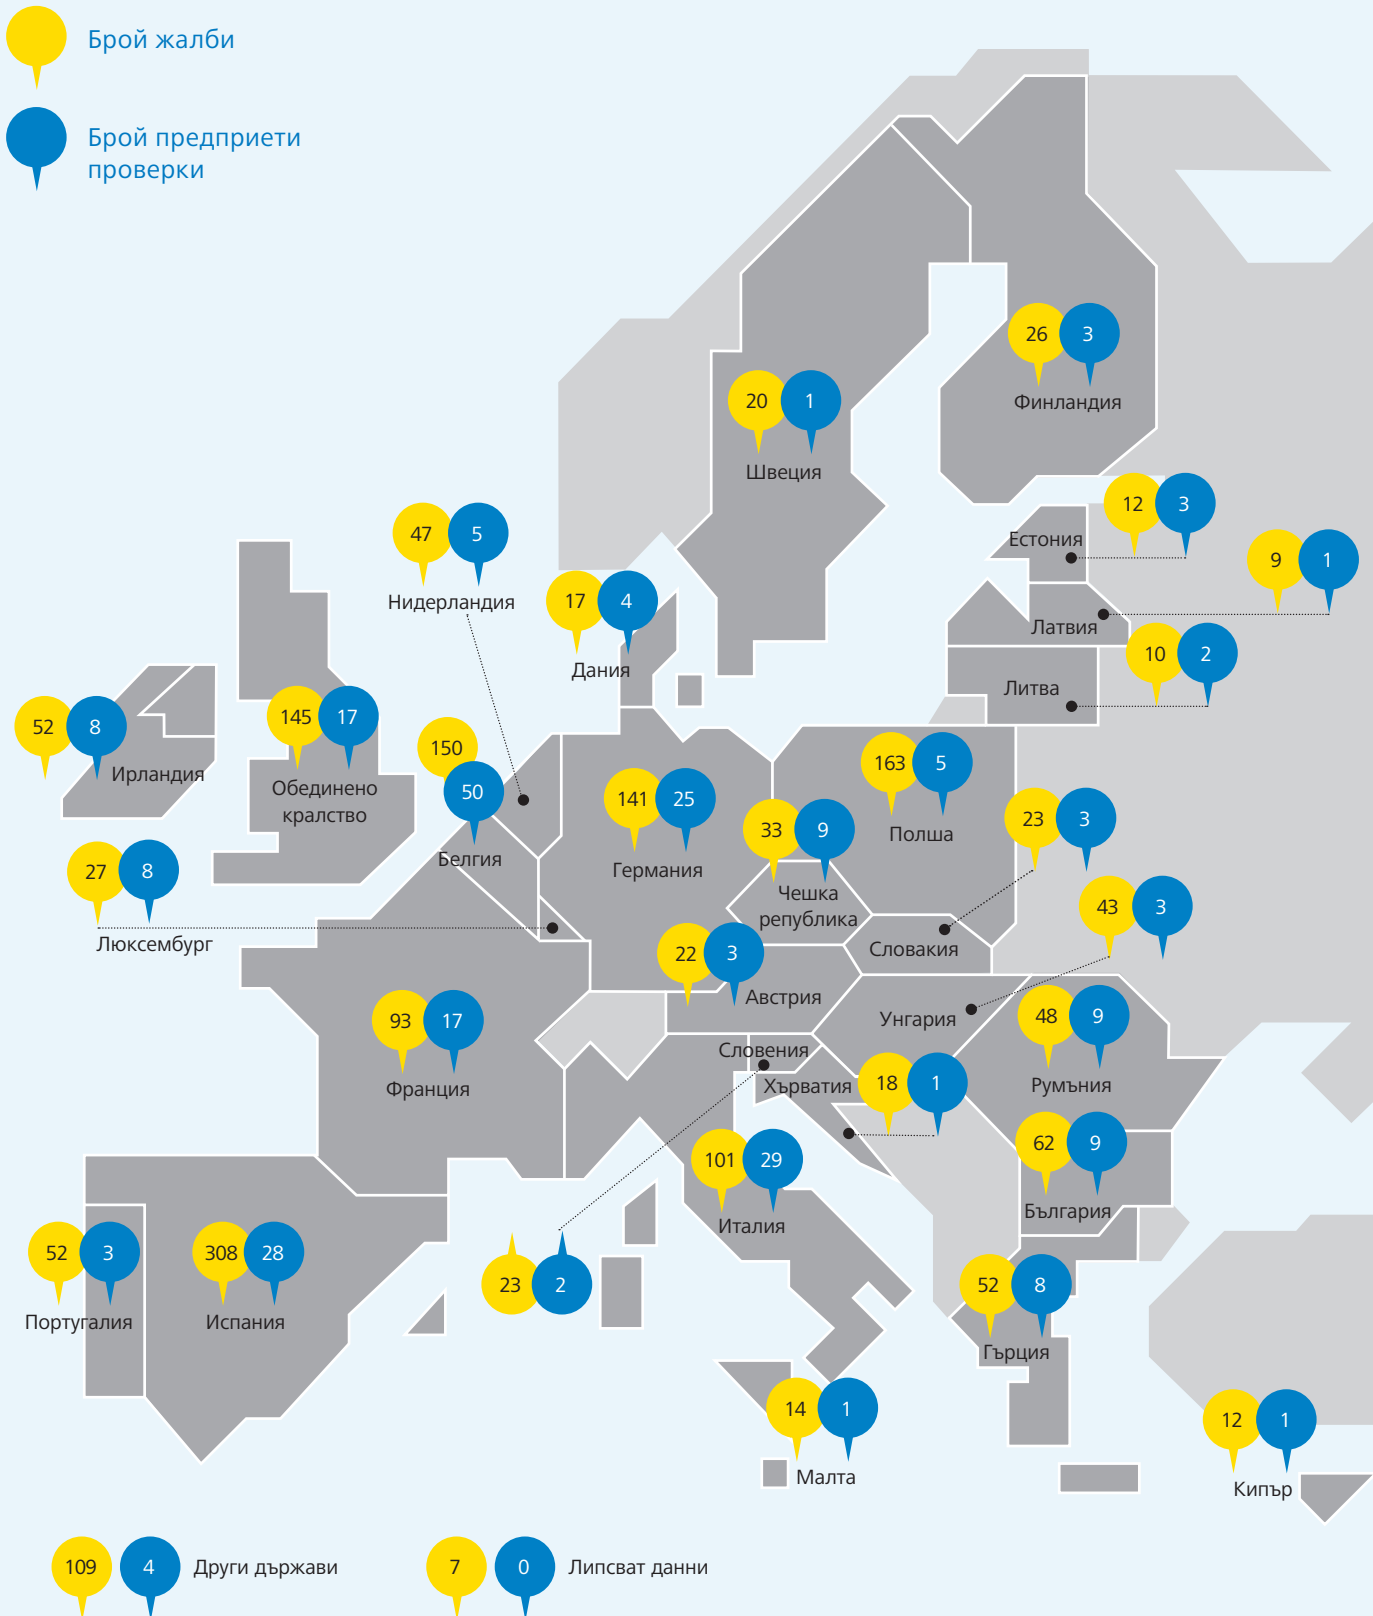 Брой жалби
Брой предприети
проверки
26 3
Финландия
20 1
Швеция
12 3
Естония
47 5
Нидерландия
9 1
Латвия
17 4
Дания
10 2
Литва
52 8
Ирландия
145 17
Обединено
кралство
150
50
Белгия
141 25
Германия
163 5
Полша
33 9
Чешка
република
23 3
Словакия
27 8
Люксембург
43 3
Унгария
22 3
Австрия
93 17
Франция
48 9
Румъния
Словения
Хърватия
18 1
62 9
България
101 29
Италия
52 3
Португалия
308 28
Испания
23 2
52 8
Гърция
14 1
Малта
12 1
Кипър
109 4 Други държави
7 0 Липсват данни